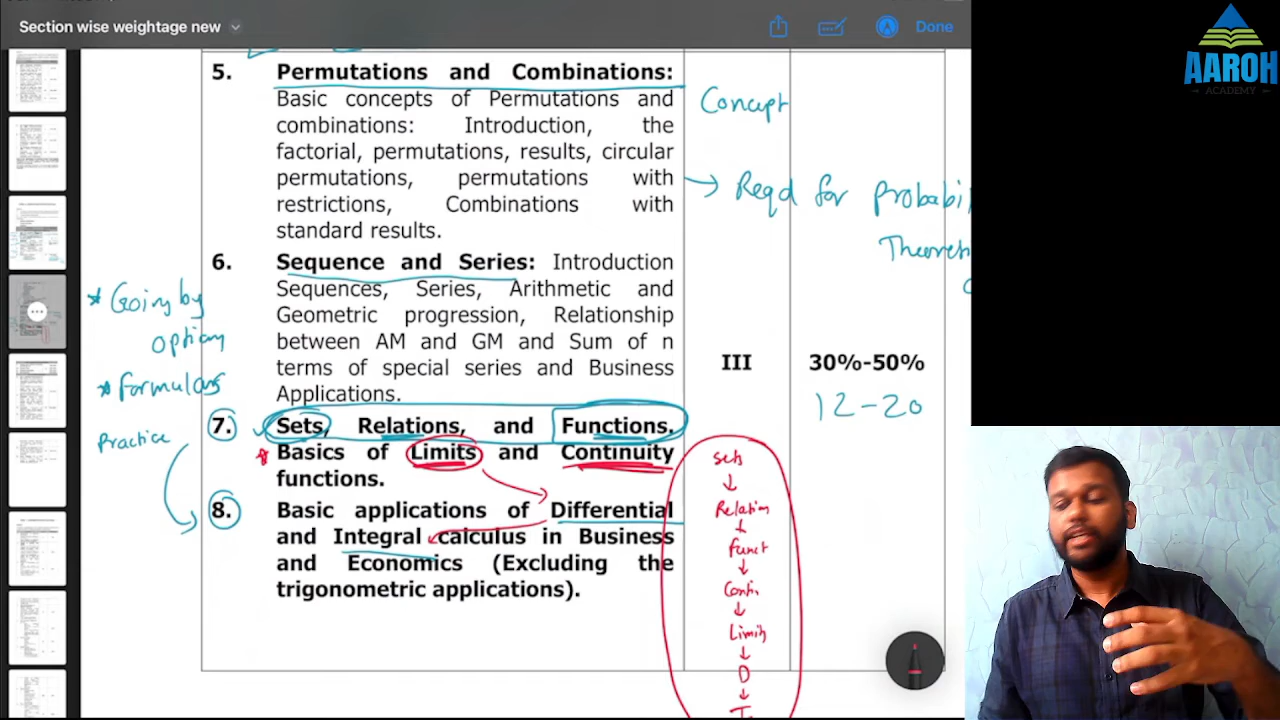 Section wise weightage new
Done
AAROH
ACADEMY
5. Permutations and Combinations:
Basic concepts of Permutations and
combinations: Introduction, the
factorial, permutations, results, circular
permutations, permutations with
restrictions, Combinations with
standard results.
6. Sequence and Series: Introduction
Sequences, Series, Arithmetic and
Geometric progression, Relationship
between AM and GM and Sum of n
terms of special series and Business
Applications.
7. Sets, Relations, and Functions.
Basics of Limits and Continuity
functions.
8. Basic applications of Differential
and Integral calculus in Business
and Economics (Excluding the
trigonometric applications).
* Going by
option
* Formulas
Practice
III
30%-50%
12-20
Concept
→ Reqd for probabi
Theoreti
Sets
↓
Relation
↓
Funct
↓
Conti.
↓
Limits
↓
D
↓